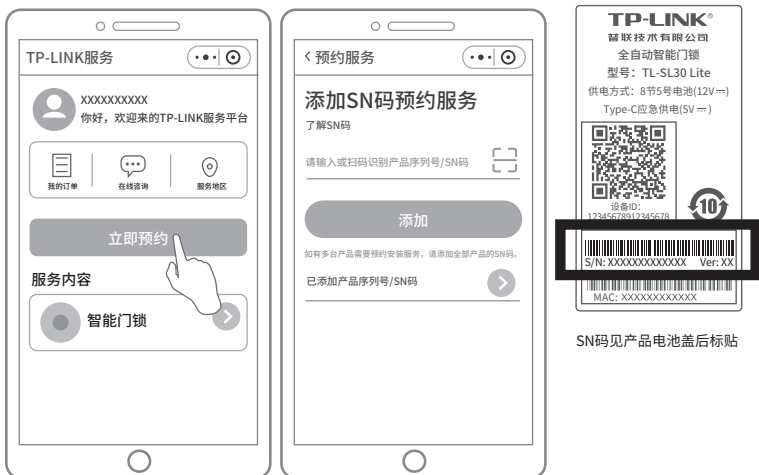 TP-LINK服务
XXXXXXXXXX
你好，欢迎来的TP-LINK服务平台
我的订单
在线咨询
服务地区
立即预约
服务内容
智能门锁
预约服务
添加SN码预约服务
了解SN码
请输入或扫码识别产品序列号/SN码
添加
如有多台产品需要预约安装服务，请添加全部产品的SN码。
已添加产品序列号/SN码
TP-LINK®
普联技术有限公司
全自动智能门锁
型号：TL-SL30 Lite
供电方式：8节5号电池(12V⎓)
Type-C应急供电(5V⎓)
设备ID:
12345678912345678
10
S/N: XXXXXXXXXXXXX Ver: XX
MAC: XXXXXXXXXXXX
SN码见产品电池盖后标贴